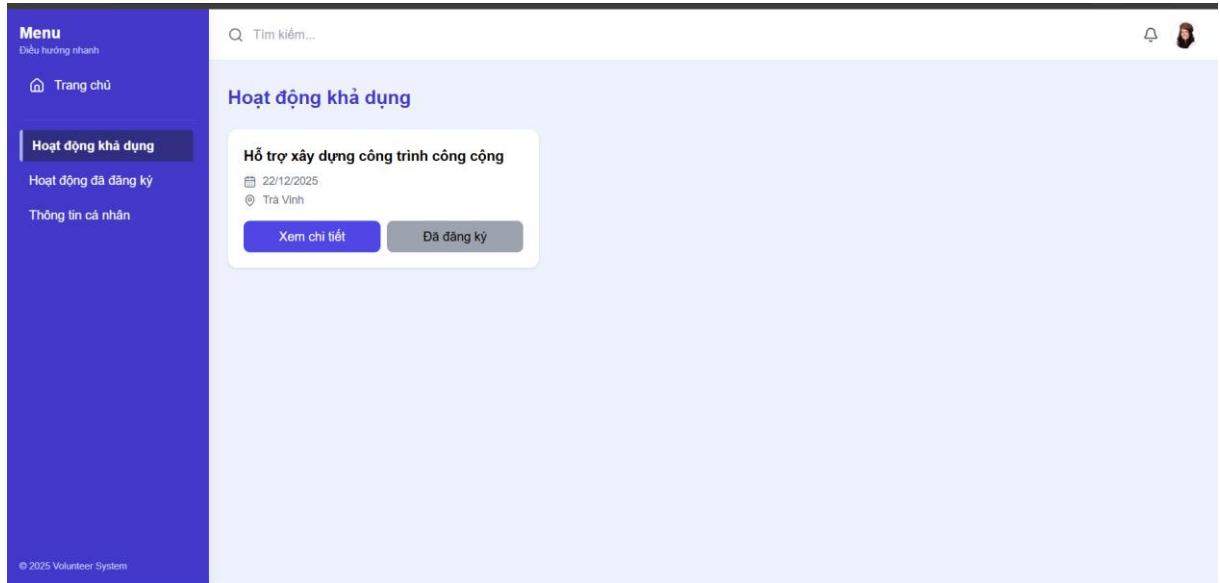 Menu
Điều hướng nhanh
Trang chủ
Hoạt động khả dụng
Hoạt động đã đăng ký
Thông tin cá nhân
© 2025 Volunteer System
Tìm kiếm...
Hoạt động khả dụng
Hỗ trợ xây dựng công trình công cộng
22/12/2025
Trà Vinh
Xem chi tiết
Đã đăng ký